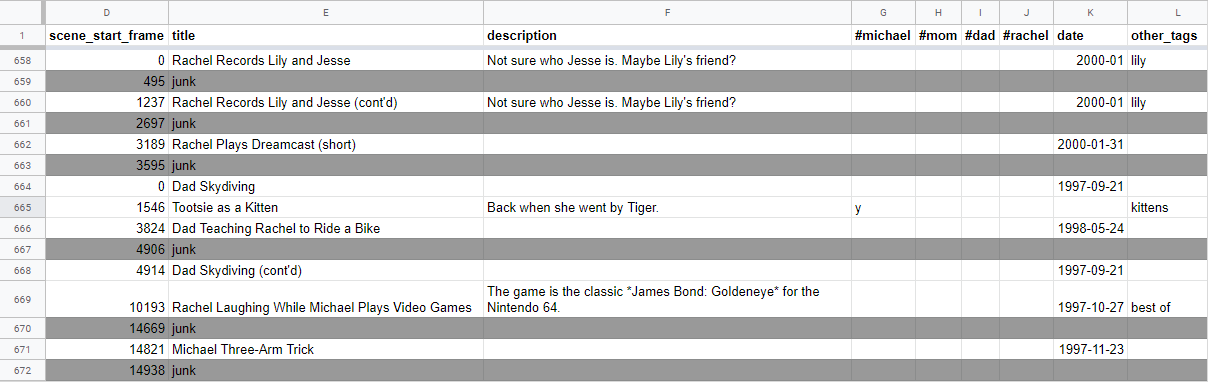 D E F G H I J K L
1 scene_start_frame title description #michael #mom #dad #rachel date other_tags
658 0 Rachel Records Lily and Jesse Not sure who Jesse is. Maybe Lily's friend? 2000-01 lily
659 495 junk
660 1237 Rachel Records Lily and Jesse (cont'd) Not sure who Jesse is. Maybe Lily's friend? 2000-01 lily
661 2697 junk
662 3189 Rachel Plays Dreamcast (short) 2000-01-31
663 3595 junk
664 0 Dad Skydiving 1997-09-21
665 1546 Tootsie as a Kitten Back when she went by Tiger. y kittens
666 3824 Dad Teaching Rachel to Ride a Bike 1998-05-24
667 4906 junk
668 4914 Dad Skydiving (cont'd) 1997-09-21
The game is the classic *James Bond: Goldeneye* for the
669 10193 Rachel Laughing While Michael Plays Video Games Nintendo 64. 1997-10-27 best of
670 14669 junk
671 14821 Michael Three-Arm Trick 1997-11-23
672 14938 junk